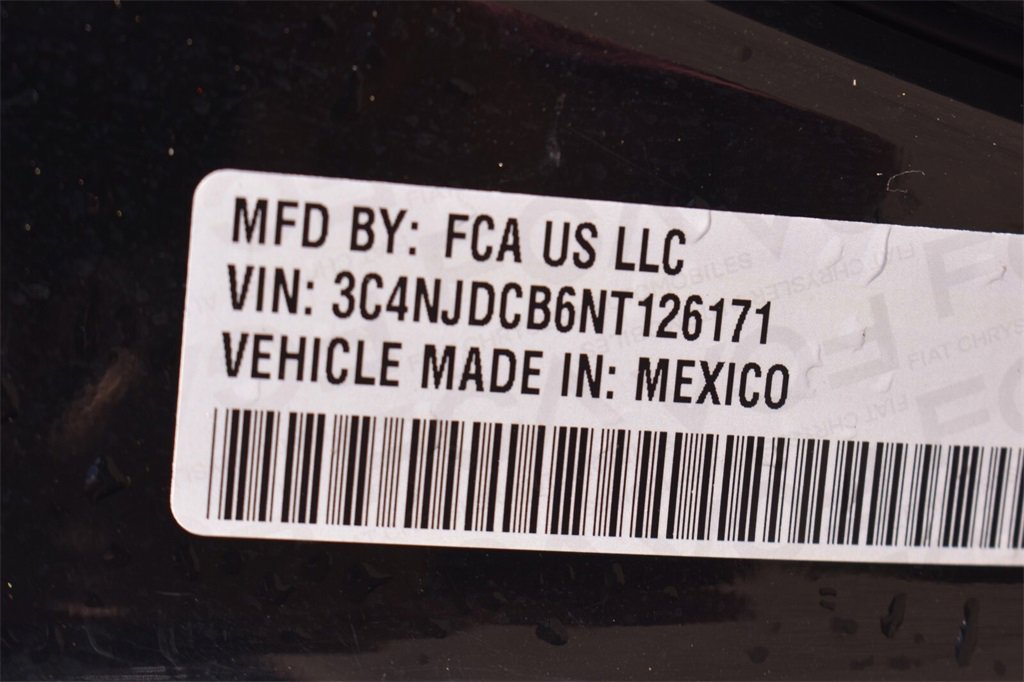 MFD BY: FCA US LLC
VIN: 3C4NJDCB6NT126171
VEHICLE MADE IN: MEXICO